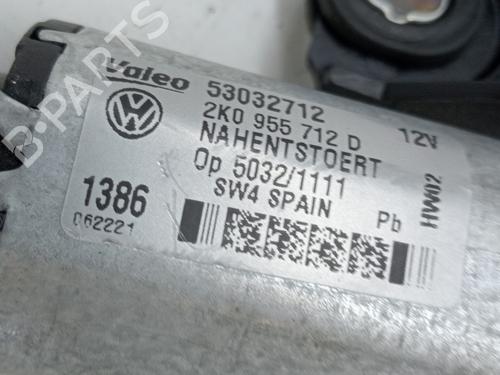 Valeo 53032712
2K0 955 712 D 12V
NAHENTSTOERT
Op 5032/1111
SW4 SPAIN Pb HW02
1386
062221
B-PARTS